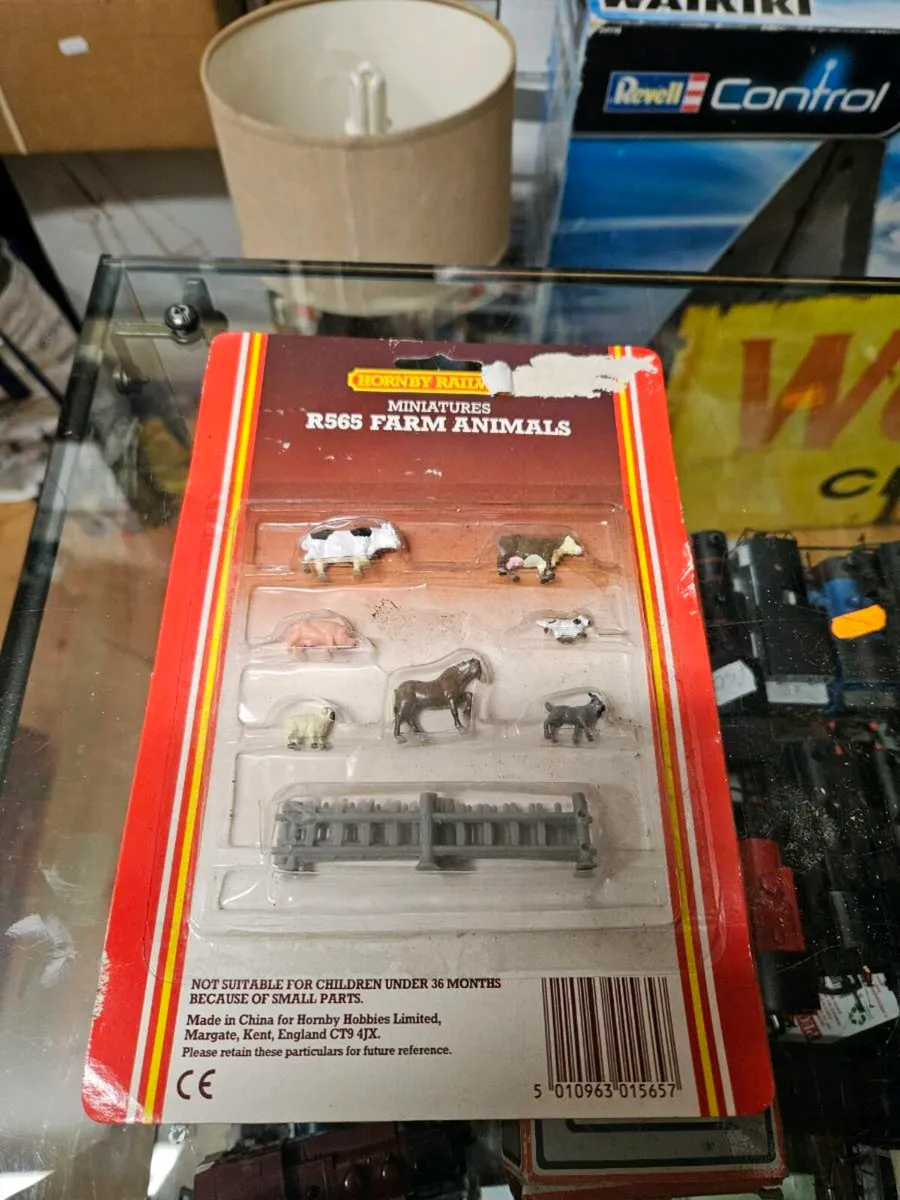 WAIKIKI
Revell Control
HORNBY
MINIATURES
R565 FARM ANIMALS
NOT SUITABLE FOR CHILDREN UNDER 36 MONTHS
BECAUSE OF SMALL PARTS.
Made in China for Hornby Hobbies Limited,
Margate, Kent, England CT9 4JX.
Please retain these particulars for future reference.
CE
5 010963 015657